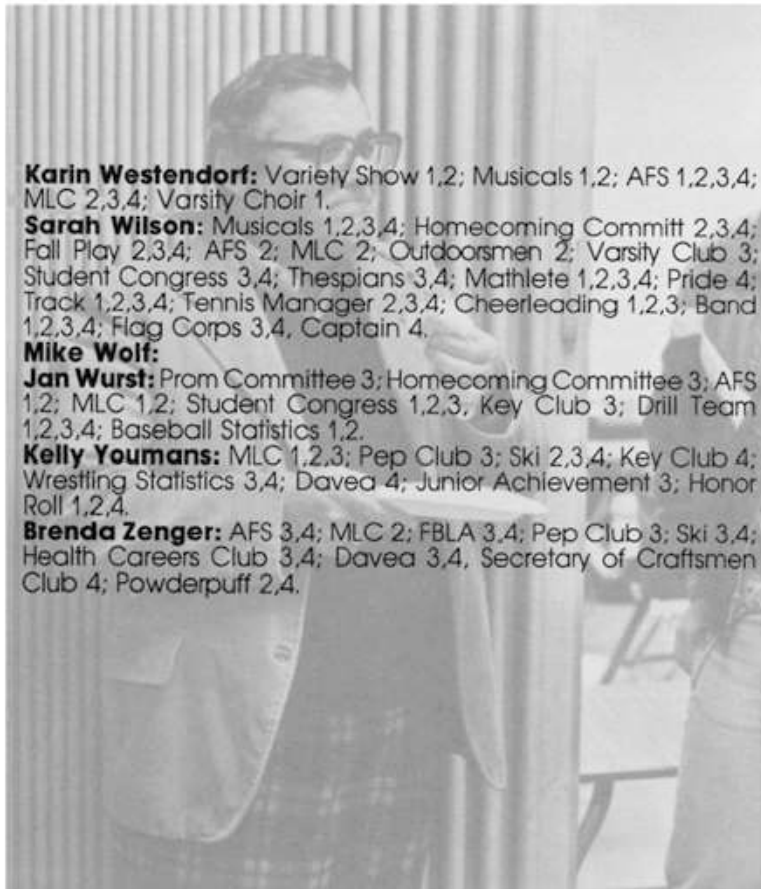 Karin Westendorf: Variety Show 1,2; Musicals 1,2; AFS 1,2,3,4;
MLC 2,3,4; Varsity Choir 1.
Sarah Wilson: Musicals 1,2,3,4; Homecoming Committ 2,3,4;
Fall Play 2,3,4; AFS 2; MLC 2; Outdoorsmen 2; Varsity Club 3;
Student Congress 3,4; Thespians 3,4; Mathlete 1,2,3,4; Pride 4;
Track 1,2,3,4; Tennis Manager 2,3,4; Cheerleading 1,2,3; Band
1,2,3,4; Flag Corps 3,4, Captain 4.
Mike Wolf:
Jan Wurst: Prom Committee 3; Homecoming Committee 3; AFS
1,2; MLC 1,2; Student Congress 1,2,3, Key Club 3; Drill Team
1,2,3,4; Baseball Statistics 1,2.
Kelly Youmans: MLC 1,2,3; Pep Club 3; Ski 2,3,4; Key Club 4;
Wrestling Statistics 3,4; Davea 4; Junior Achievement 3; Honor
Roll 1,2,4.
Brenda Zenger: AFS 3,4; MLC 2; FBLA 3,4; Pep Club 3; Ski 3,4;
Health Careers Club 3,4; Davea 3,4, Secretary of Craftsmen
Club 4; Powderpuff 2,4.